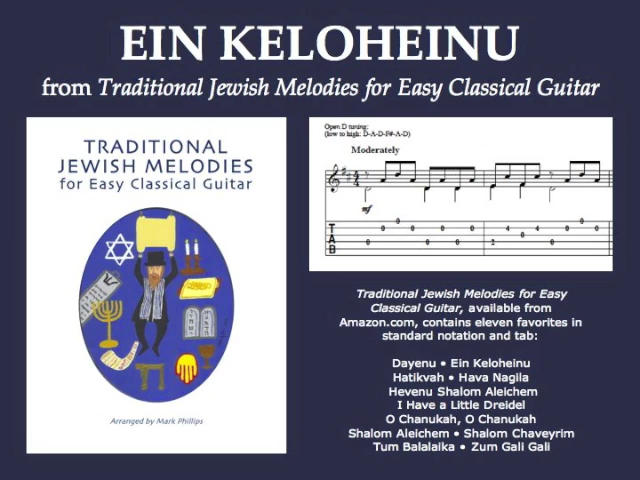 EIN KELOHEINU
from Traditional Jewish Melodies for Easy Classical Guitar
TRADITIONAL
JEWISH MELODIES
for Easy Classical Guitar
Arranged by Mark Phillips
Open D tuning:
(low to high: D-A-D-F#-A-D)
Moderately
mf
T
A
B
Traditional Jewish Melodies for Easy
Classical Guitar, available from
Amazon.com, contains eleven favorites in
standard notation and tab:
Dayenu • Ein Keloheinu
Hatikvah • Hava Nagila
Hevenu Shalom Aleichem
I Have a Little Dreidel
O Chanukah, O Chanukah
Shalom Aleichem • Shalom Chaveyrim
Tum Balalaika • Zum Gali Gali